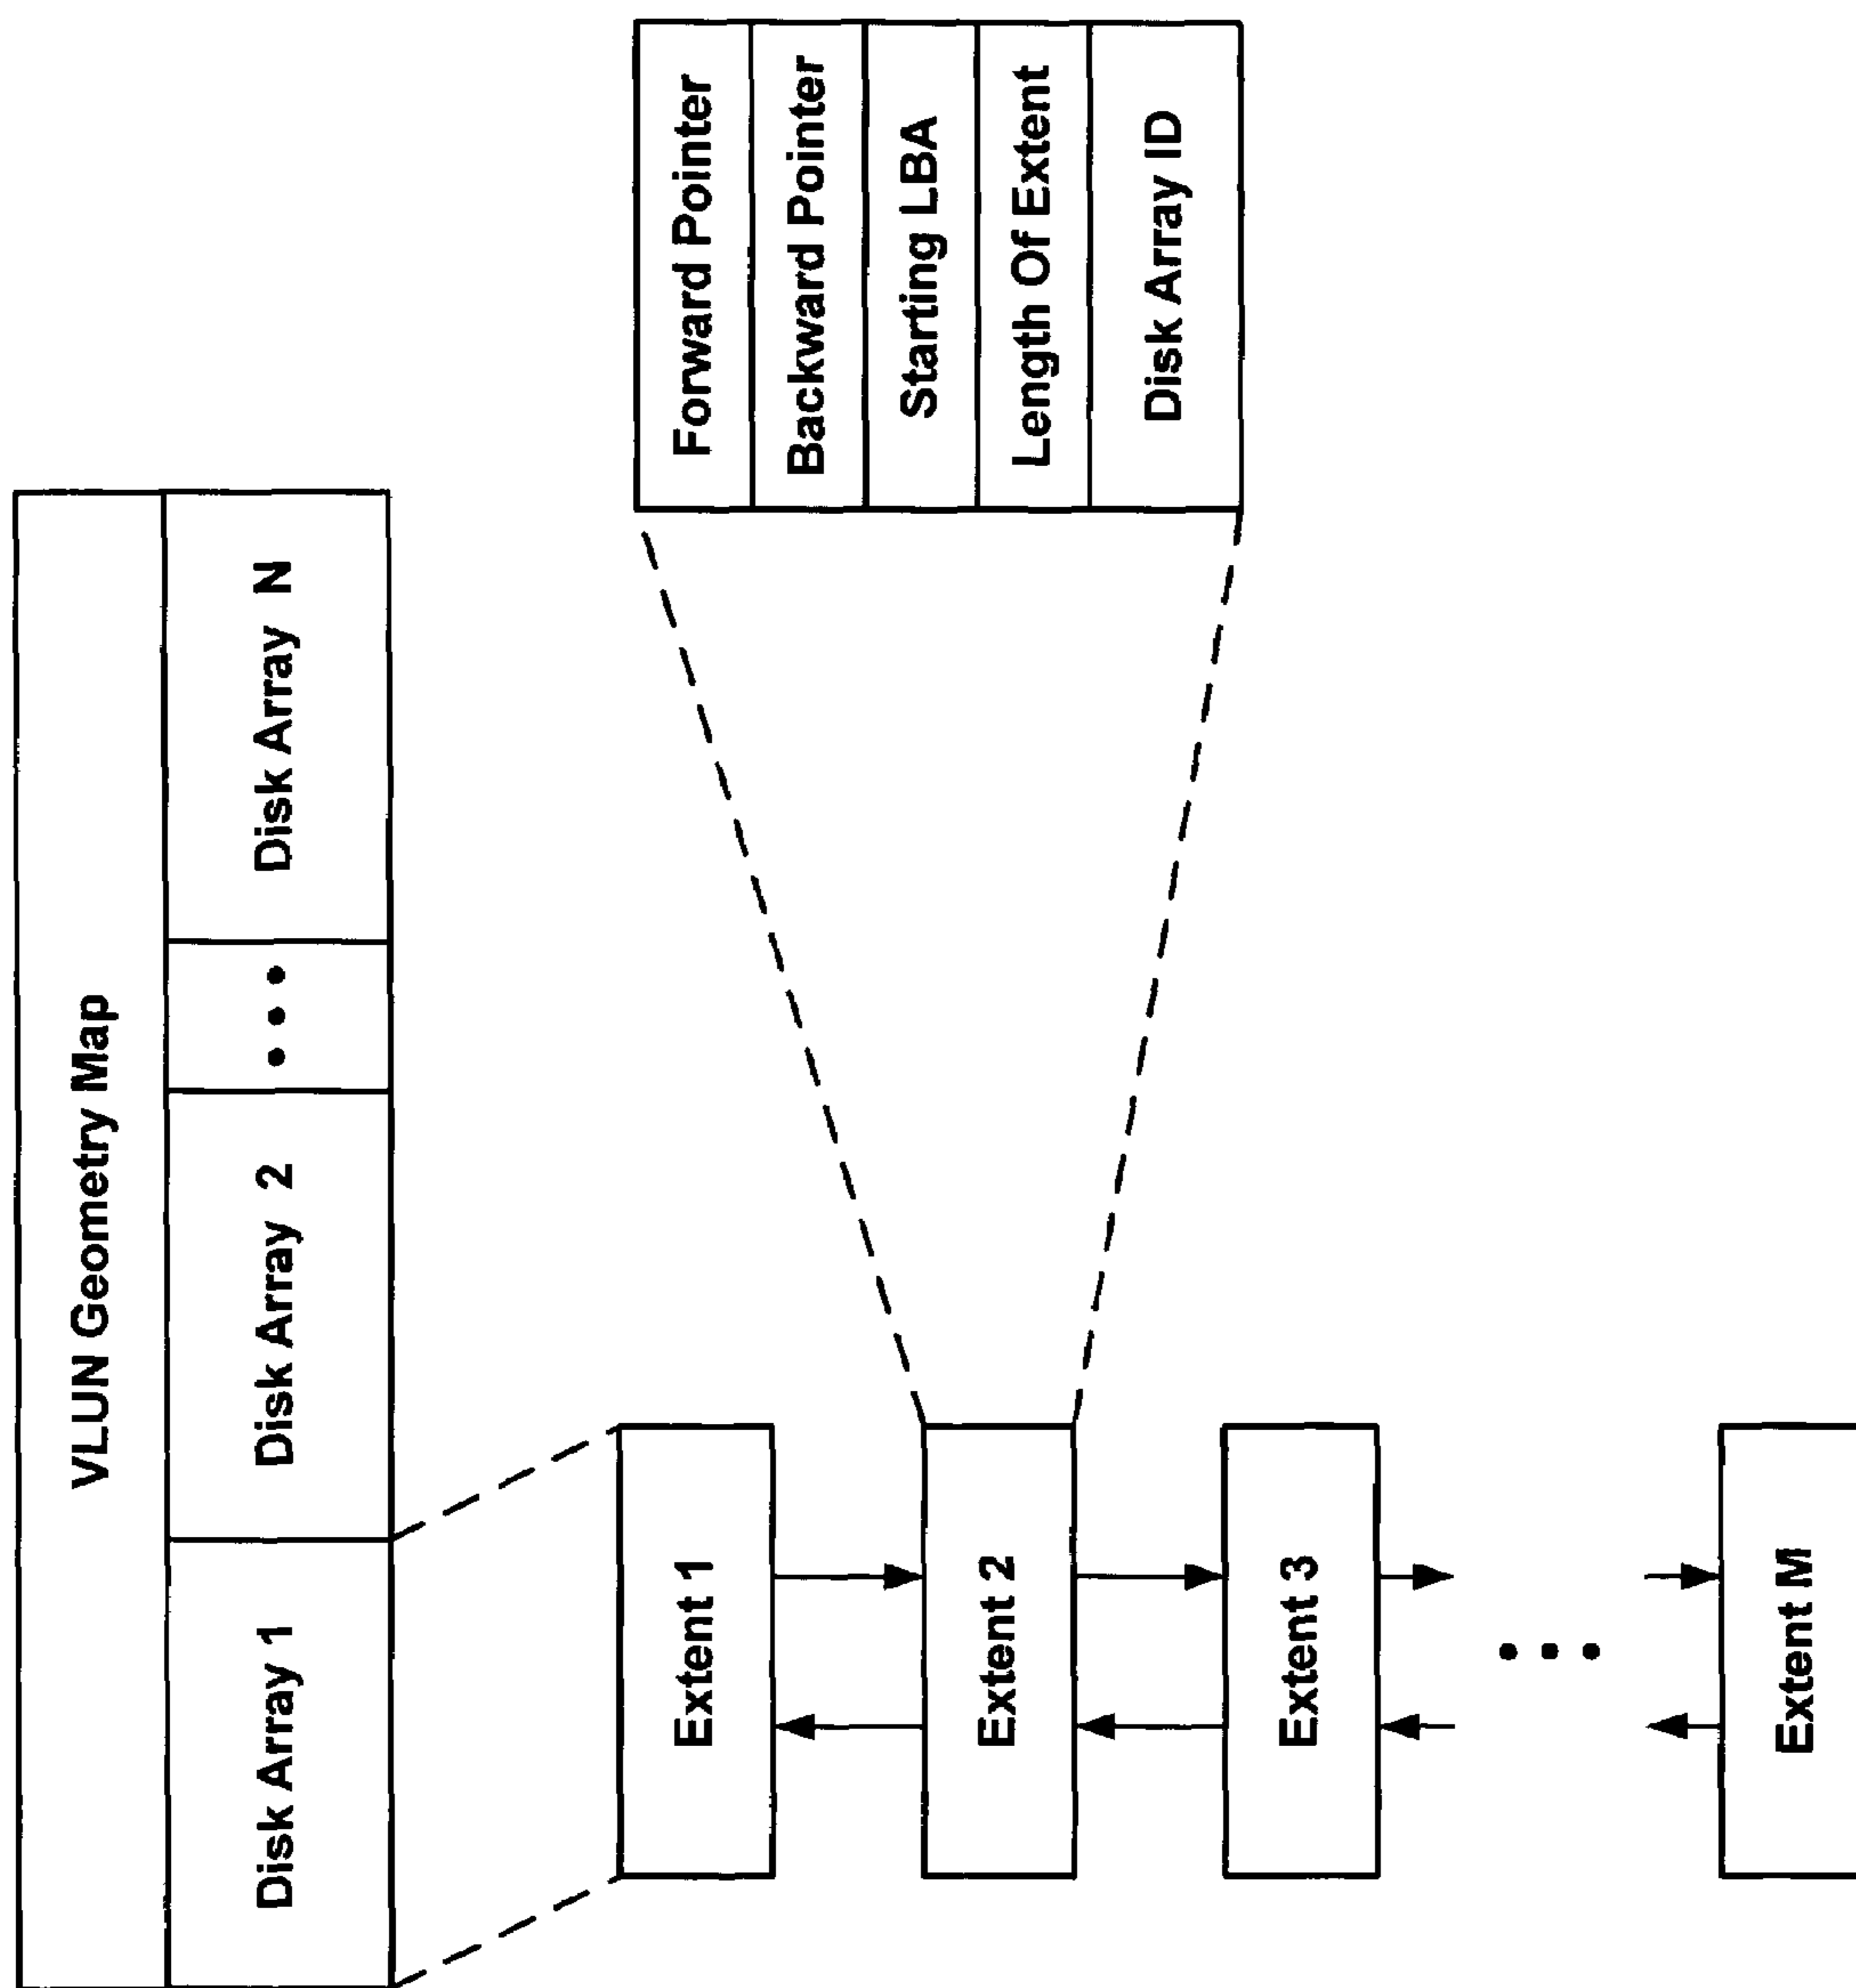 VLUN Geometry Map
Disk Array 1
Disk Array 2
• • •
Disk Array N
Extent 1
Extent 2
Extent 3
• • •
Extent M
Forward Pointer
Backward Pointer
Starting LBA
Length Of Extent
Disk Array ID